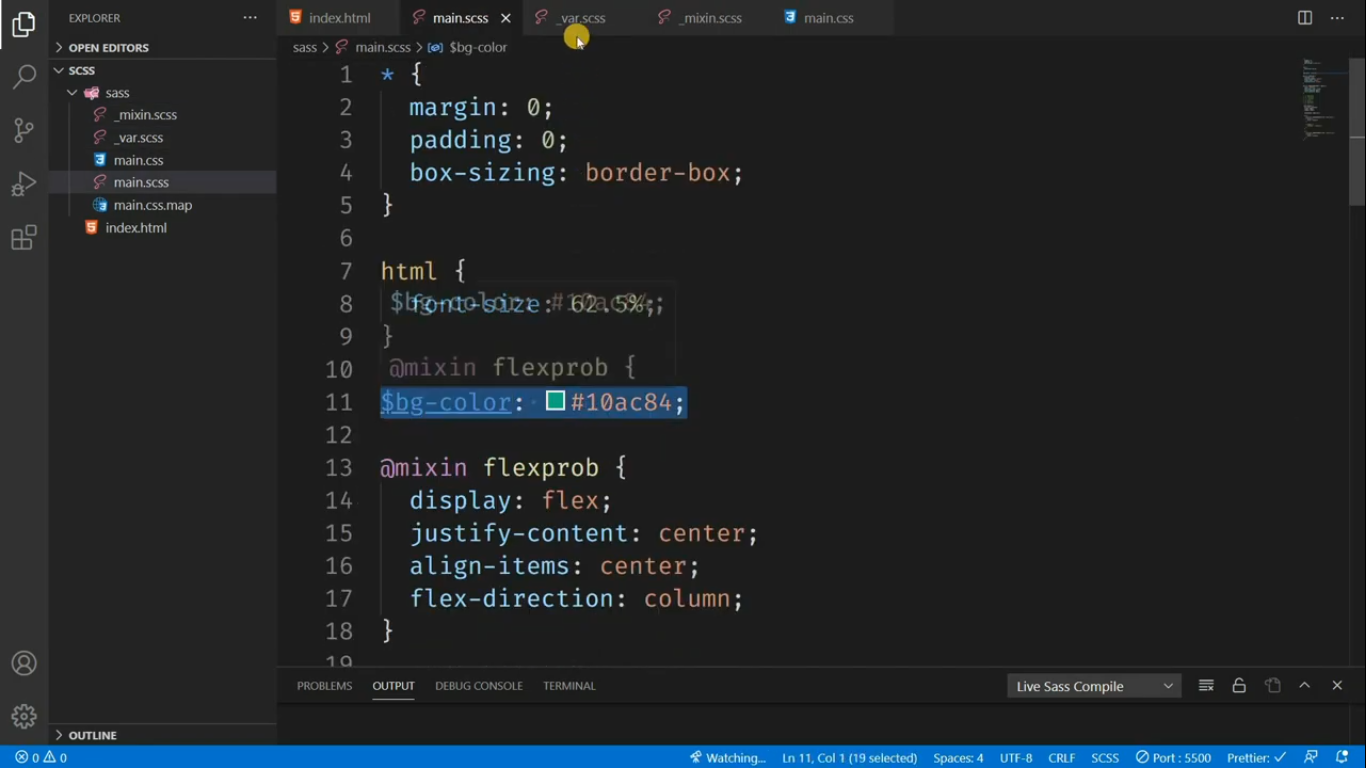 EXPLORER
OPEN EDITORS
SCSS
sass
_mixin.scss
_var.scss
main.css
main.scss
main.css.map
index.html
OUTLINE
index.html
main.scss
_var.scss
_mixin.scss
main.css
sass > main.scss > $bg-color
1 * {
2 margin: 0;
3 padding: 0;
4 box-sizing: border-box;
5 }
6
7 html {
8 font-size: 62.5%;
$bg-color: #10ac84;
9 }
10 @mixin flexprob {
11 $bg-color: #10ac84;
12
13 @mixin flexprob {
14 display: flex;
15 justify-content: center;
16 align-items: center;
17 flex-direction: column;
18 }
19
PROBLEMS OUTPUT DEBUG CONSOLE TERMINAL
Live Sass Compile
0 0 Watching... Ln 11, Col 1 (19 selected) Spaces: 4 UTF-8 CRLF SCSS Port : 5500 Prettier: